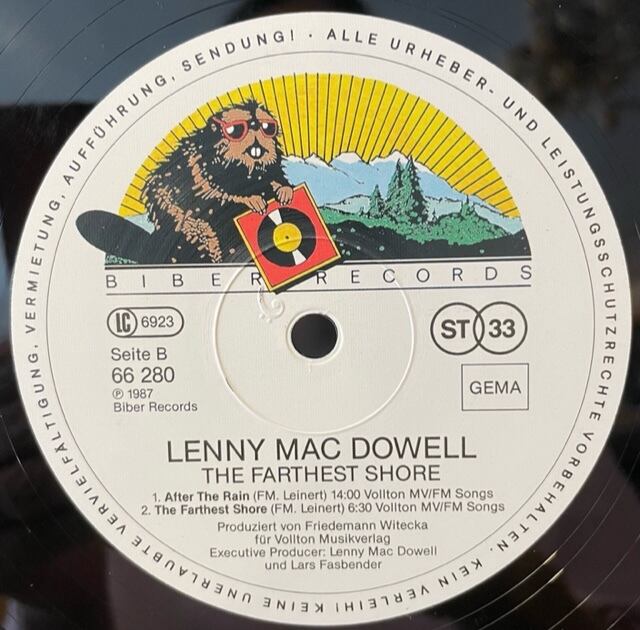 ALLE URHEBER- UND LEISTUNGSSCHUTZRECHTE VORBEHALTEN. KEIN VERLEIH! KEINE UNERLAUBTE VERVIELFÄLTIGUNG, VERMIETUNG, AUFFÜHRUNG, SENDUNG! ·
BIBER RECORDS
LC 6923
ST 33
Seite B
66 280
GEMA
℗ 1987
Biber Records
LENNY MAC DOWELL
THE FARTHEST SHORE
1. After The Rain (FM. Leinert) 14:00 Vollton MV/FM Songs
2. The Farthest Shore (FM. Leinert) 6:30 Vollton MV/FM Songs
Produziert von Friedemann Witecka
für Vollton Musikverlag
Executive Producer: Lenny Mac Dowell
und Lars Fasbender